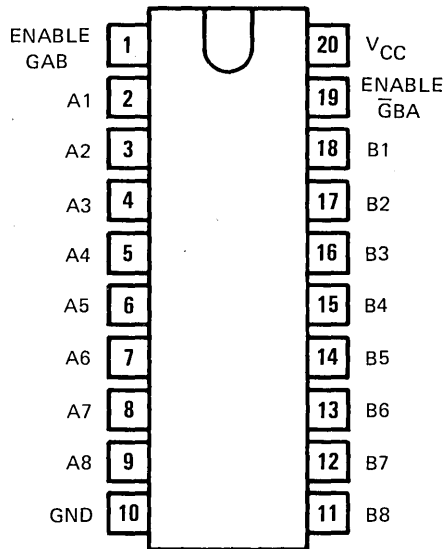 ENABLE
GAB
1
20
V_CC
A1
2
19
ENABLE
G̅BA
A2
3
18
B1
A3
4
17
B2
A4
5
16
B3
A5
6
15
B4
A6
7
14
B5
A7
8
13
B6
A8
9
12
B7
GND
10
11
B8